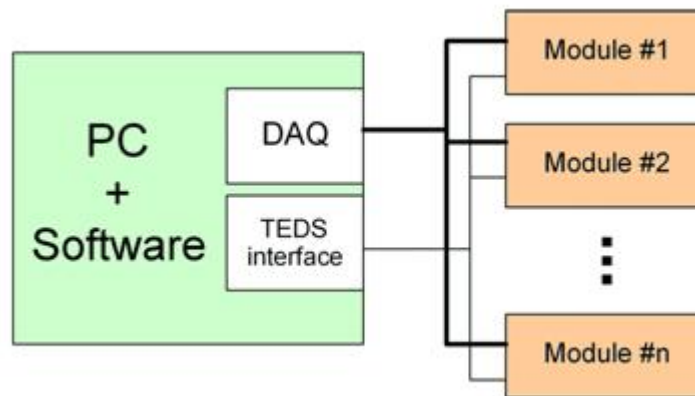 PC
+
Software
DAQ
TEDS
interface
Module #1
Module #2
Module #n